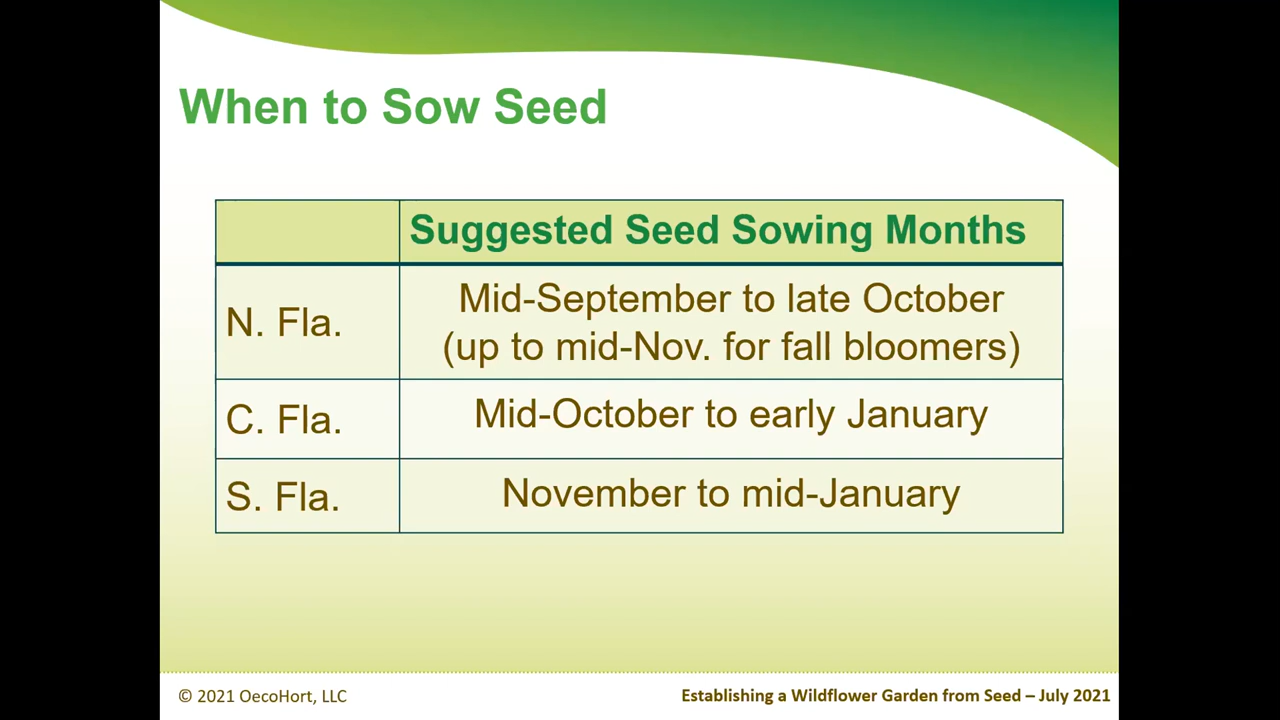 When to Sow Seed
Suggested Seed Sowing Months
N. Fla.
Mid-September to late October
(up to mid-Nov. for fall bloomers)
C. Fla.
Mid-October to early January
S. Fla.
November to mid-January
© 2021 OecoHort, LLC
Establishing a Wildflower Garden from Seed – July 2021